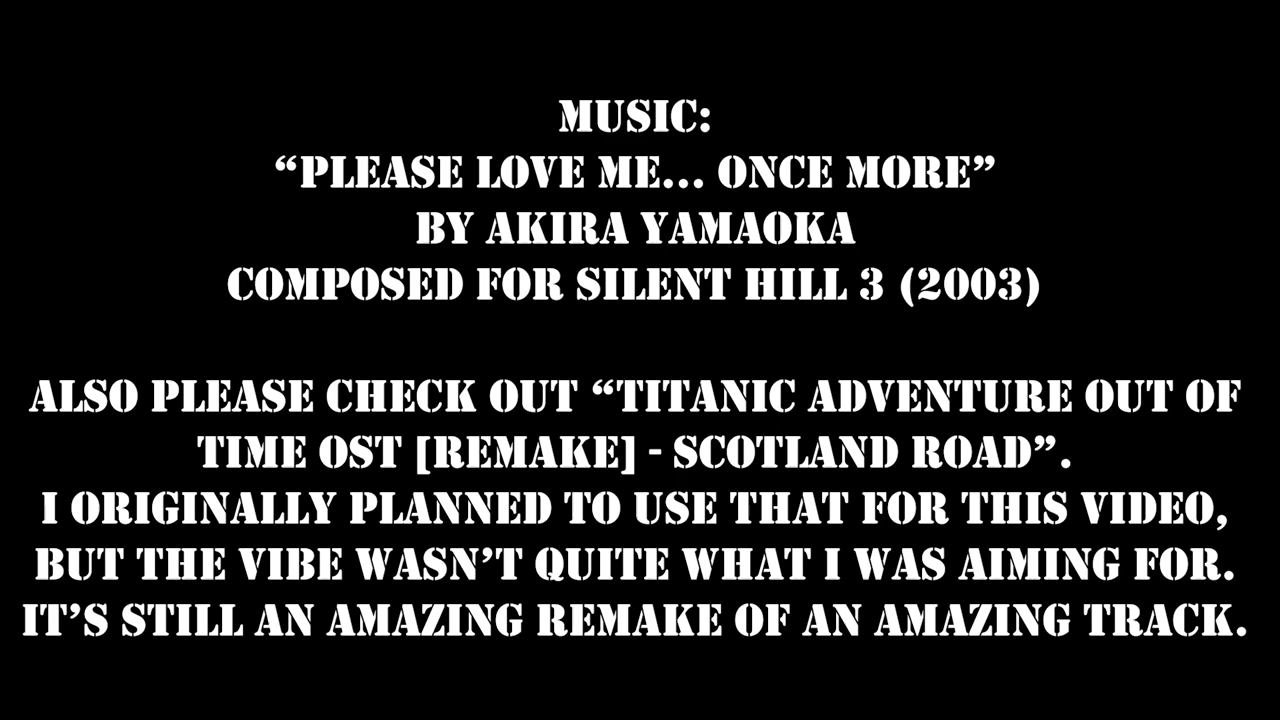 MUSIC:
“PLEASE LOVE ME... ONCE MORE”
BY AKIRA YAMAOKA
COMPOSED FOR SILENT HILL 3 (2003)
ALSO PLEASE CHECK OUT “TITANIC ADVENTURE OUT OF
TIME OST [REMAKE] - SCOTLAND ROAD”.
I ORIGINALLY PLANNED TO USE THAT FOR THIS VIDEO,
BUT THE VIBE WASN’T QUITE WHAT I WAS AIMING FOR.
IT’S STILL AN AMAZING REMAKE OF AN AMAZING TRACK.